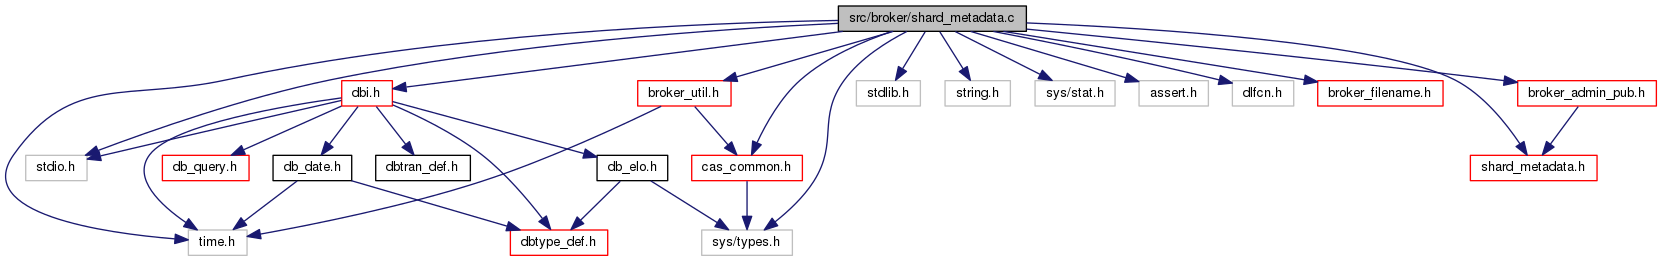 src/broker/shard_metadata.c
dbi.h
broker_util.h
stdlib.h
string.h
sys/stat.h
assert.h
dlfcn.h
broker_filename.h
broker_admin_pub.h
stdio.h
db_query.h
db_date.h
dbtran_def.h
db_elo.h
cas_common.h
shard_metadata.h
time.h
dbtype_def.h
sys/types.h